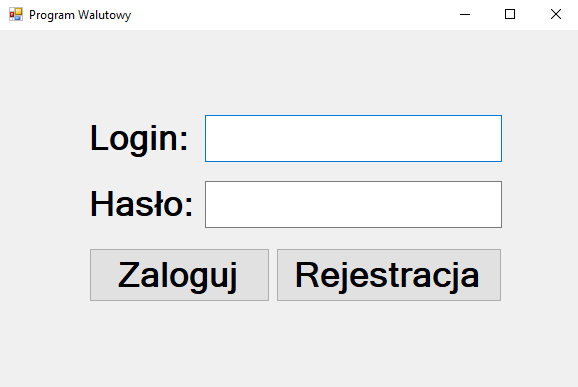 Program Walutowy
Login:
Hasło:
Zaloguj Rejestracja